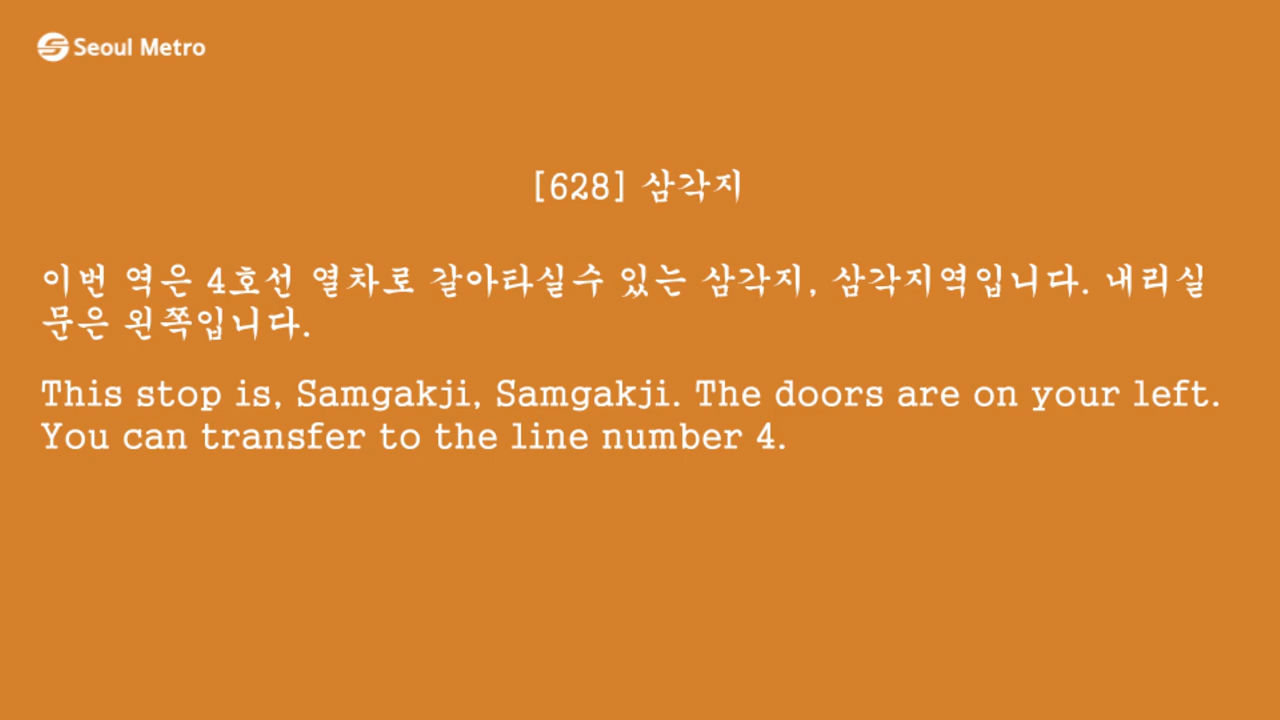 Seoul Metro
[628] 삼각지
이번 역은 4호선 열차로 갈아타실수 있는 삼각지, 삼각지역입니다. 내리실
문은 왼쪽입니다.
This stop is, Samgakji, Samgakji. The doors are on your left.
You can transfer to the line number 4.